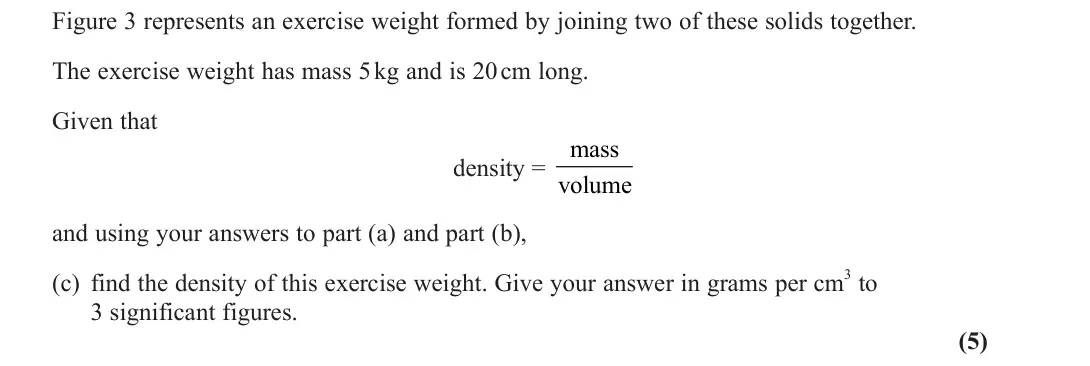 Figure 3 represents an exercise weight formed by joining two of these solids together.
The exercise weight has mass 5 kg and is 20 cm long.
Given that
density = mass / volume
and using your answers to part (a) and part (b),
(c) find the density of this exercise weight. Give your answer in grams per cm³ to
3 significant figures.
(5)